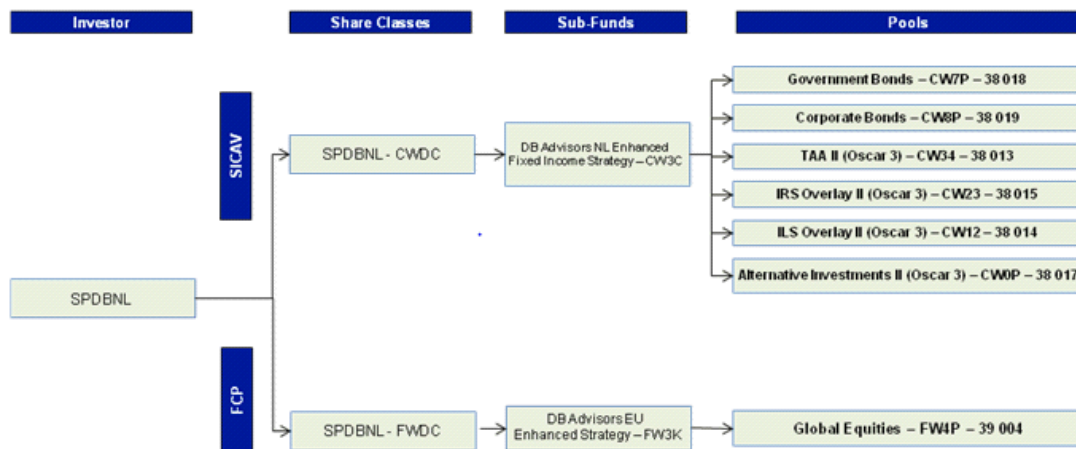 Investor
Share Classes
Sub-Funds
Pools
SICAV
FCP
SPDBNL
SPDBNL - CWDC
DB Advisors NL Enhanced
Fixed Income Strategy – CW3C
Government Bonds – CW7P – 38 018
Corporate Bonds – CW8P – 38 019
TAA II (Oscar 3) – CW34 – 38 013
IRS Overlay II (Oscar 3) – CW23 – 38 015
ILS Overlay II (Oscar 3) – CW12 – 38 014
Alternative Investments II (Oscar 3) – CW0P – 38 017
SPDBNL - FWDC
DB Advisors EU
Enhanced Strategy – FW3K
Global Equities – FW4P – 39 004